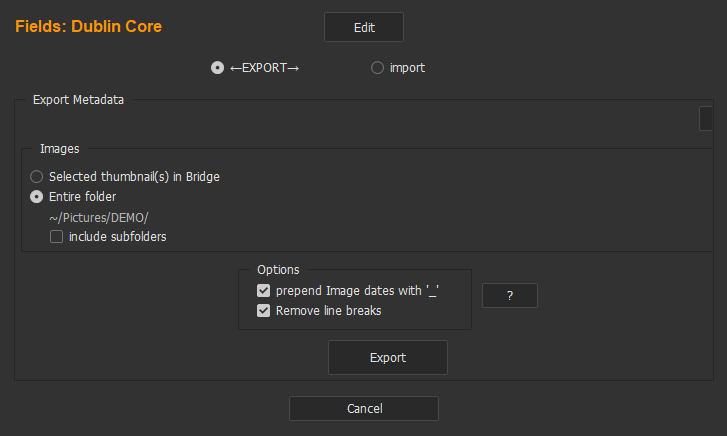 Fields: Dublin Core
Edit
←EXPORT→
import
Export Metadata
Images
Selected thumbnail(s) in Bridge
Entire folder
~/Pictures/DEMO/
include subfolders
Options
prepend Image dates with '_'
?
Remove line breaks
Export
Cancel